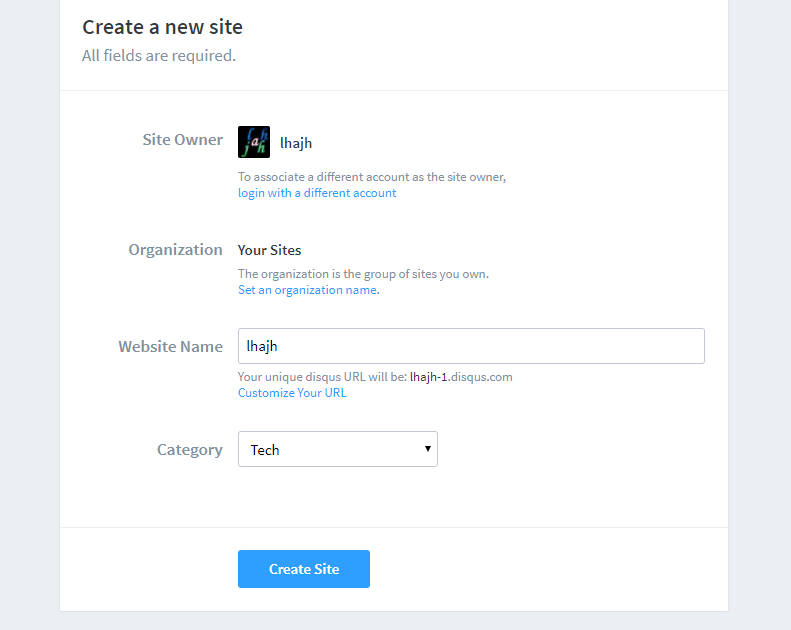 Create a new site
All fields are required.
Site Owner lhajh
To associate a different account as the site owner,
login with a different account
Organization Your Sites
The organization is the group of sites you own.
Set an organization name.
Website Name lhajh
Your unique disqus URL will be: lhajh-1.disqus.com
Customize Your URL
Category Tech
Create Site